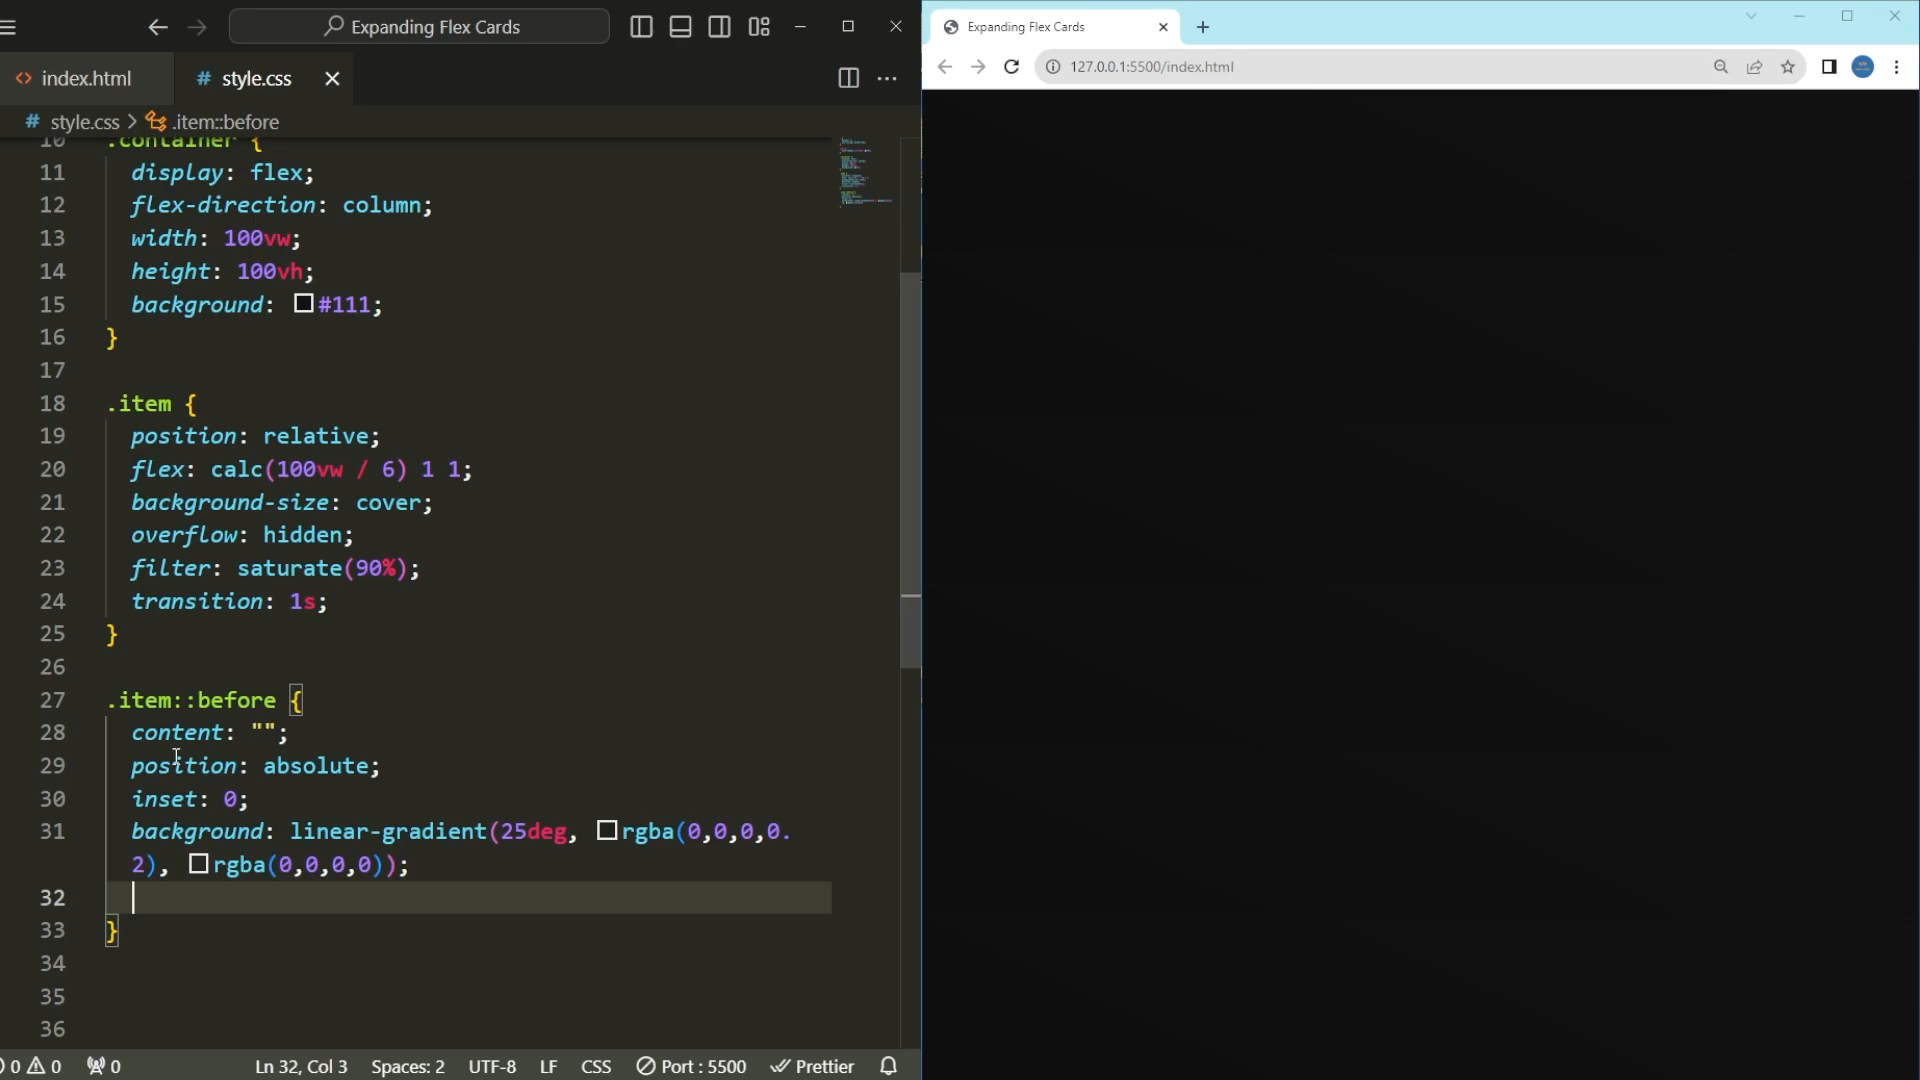 Expanding Flex Cards
index.html
# style.css
# style.css > .item::before
10 .container {
11 display: flex;
12 flex-direction: column;
13 width: 100vw;
14 height: 100vh;
15 background: #111;
16 }
17
18 .item {
19 position: relative;
20 flex: calc(100vw / 6) 1 1;
21 background-size: cover;
22 overflow: hidden;
23 filter: saturate(90%);
24 transition: 1s;
25 }
26
27 .item::before {
28 content: "";
29 position: absolute;
30 inset: 0;
31 background: linear-gradient(25deg, rgba(0,0,0,0.
2), rgba(0,0,0,0));
32
33 }
34
35
36
0 0 0 Ln 32, Col 3 Spaces: 2 UTF-8 LF CSS Port : 5500 Prettier
Expanding Flex Cards
127.0.0.1:5500/index.html